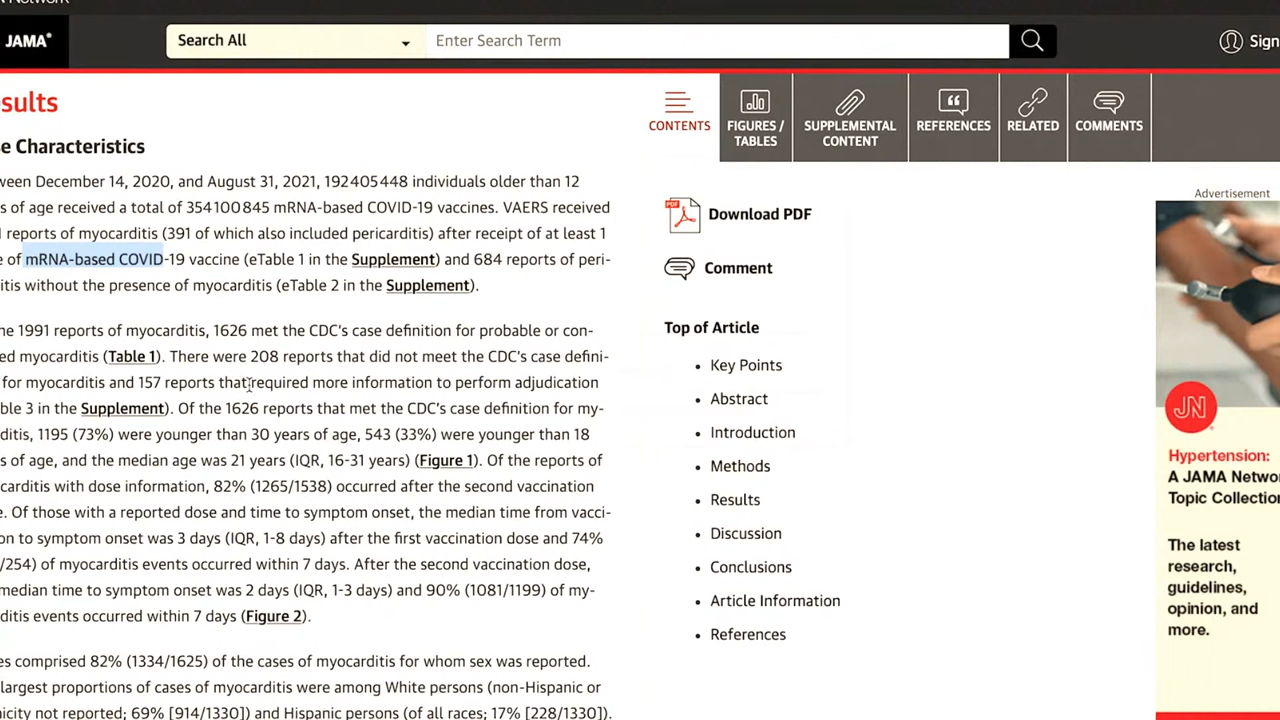 Network
JAMA
Search All
Enter Search Term
Sign
sults
e Characteristics
ween December 14, 2020, and August 31, 2021, 192 405 448 individuals older than 12
s of age received a total of 354 100 845 mRNA-based COVID-19 vaccines. VAERS received
1 reports of myocarditis (391 of which also included pericarditis) after receipt of at least 1
e of mRNA-based COVID-19 vaccine (eTable 1 in the Supplement) and 684 reports of peri-
itis without the presence of myocarditis (eTable 2 in the Supplement).
he 1991 reports of myocarditis, 1626 met the CDC's case definition for probable or con-
ed myocarditis (Table 1). There were 208 reports that did not meet the CDC's case defini-
for myocarditis and 157 reports that required more information to perform adjudication
ble 3 in the Supplement). Of the 1626 reports that met the CDC's case definition for my-
ditis, 1195 (73%) were younger than 30 years of age, 543 (33%) were younger than 18
s of age, and the median age was 21 years (IQR, 16-31 years) (Figure 1). Of the reports of
carditis with dose information, 82% (1265/1538) occurred after the second vaccination
e. Of those with a reported dose and time to symptom onset, the median time from vacci-
on to symptom onset was 3 days (IQR, 1-8 days) after the first vaccination dose and 74%
/254) of myocarditis events occurred within 7 days. After the second vaccination dose,
median time to symptom onset was 2 days (IQR, 1-3 days) and 90% (1081/1199) of my-
ditis events occurred within 7 days (Figure 2).
es comprised 82% (1334/1625) of the cases of myocarditis for whom sex was reported.
largest proportions of cases of myocarditis were among White persons (non-Hispanic or
nicity not reported; 69% [914/1330]) and Hispanic persons (of all races; 17% [228/1330]).
CONTENTS
FIGURES /
TABLES
SUPPLEMENTAL
CONTENT
REFERENCES
RELATED
COMMENTS
PDF
Download PDF
Comment
Top of Article
Key Points
Abstract
Introduction
Methods
Results
Discussion
Conclusions
Article Information
References
Advertisement
JN
Hypertension:
A JAMA Netwo
Topic Collectio
The latest
research,
guidelines,
opinion, and
more.